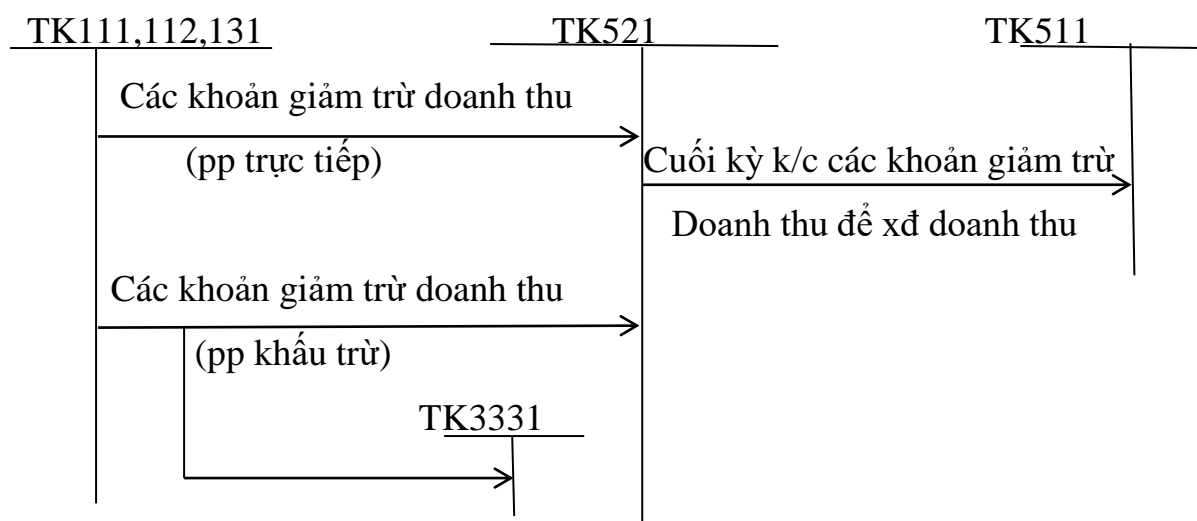 TK111,112,131 TK521 TK511
Các khoản giảm trừ doanh thu
(pp trực tiếp)
Cuối kỳ k/c các khoản giảm trừ
Doanh thu để xđ doanh thu
Các khoản giảm trừ doanh thu
(pp khấu trừ)
TK3331